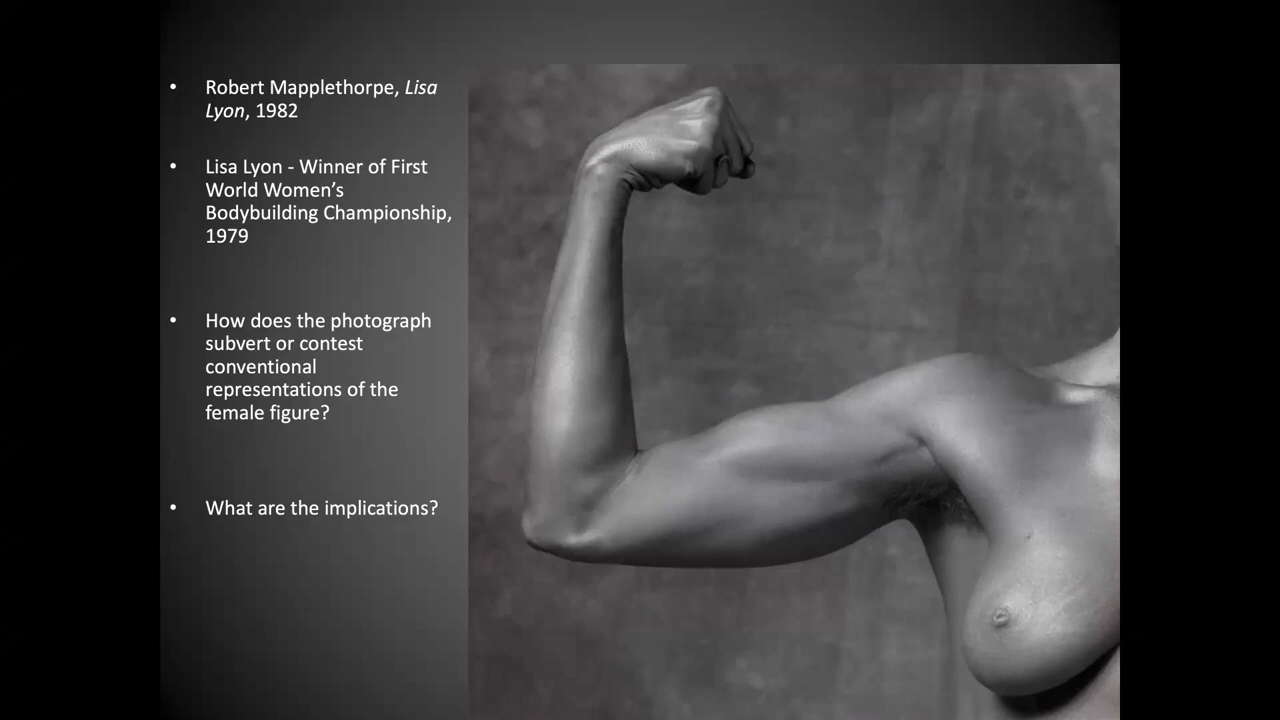 • Robert Mapplethorpe, Lisa
Lyon, 1982
• Lisa Lyon - Winner of First
World Women’s
Bodybuilding Championship,
1979
• How does the photograph
subvert or contest
conventional
representations of the
female figure?
• What are the implications?